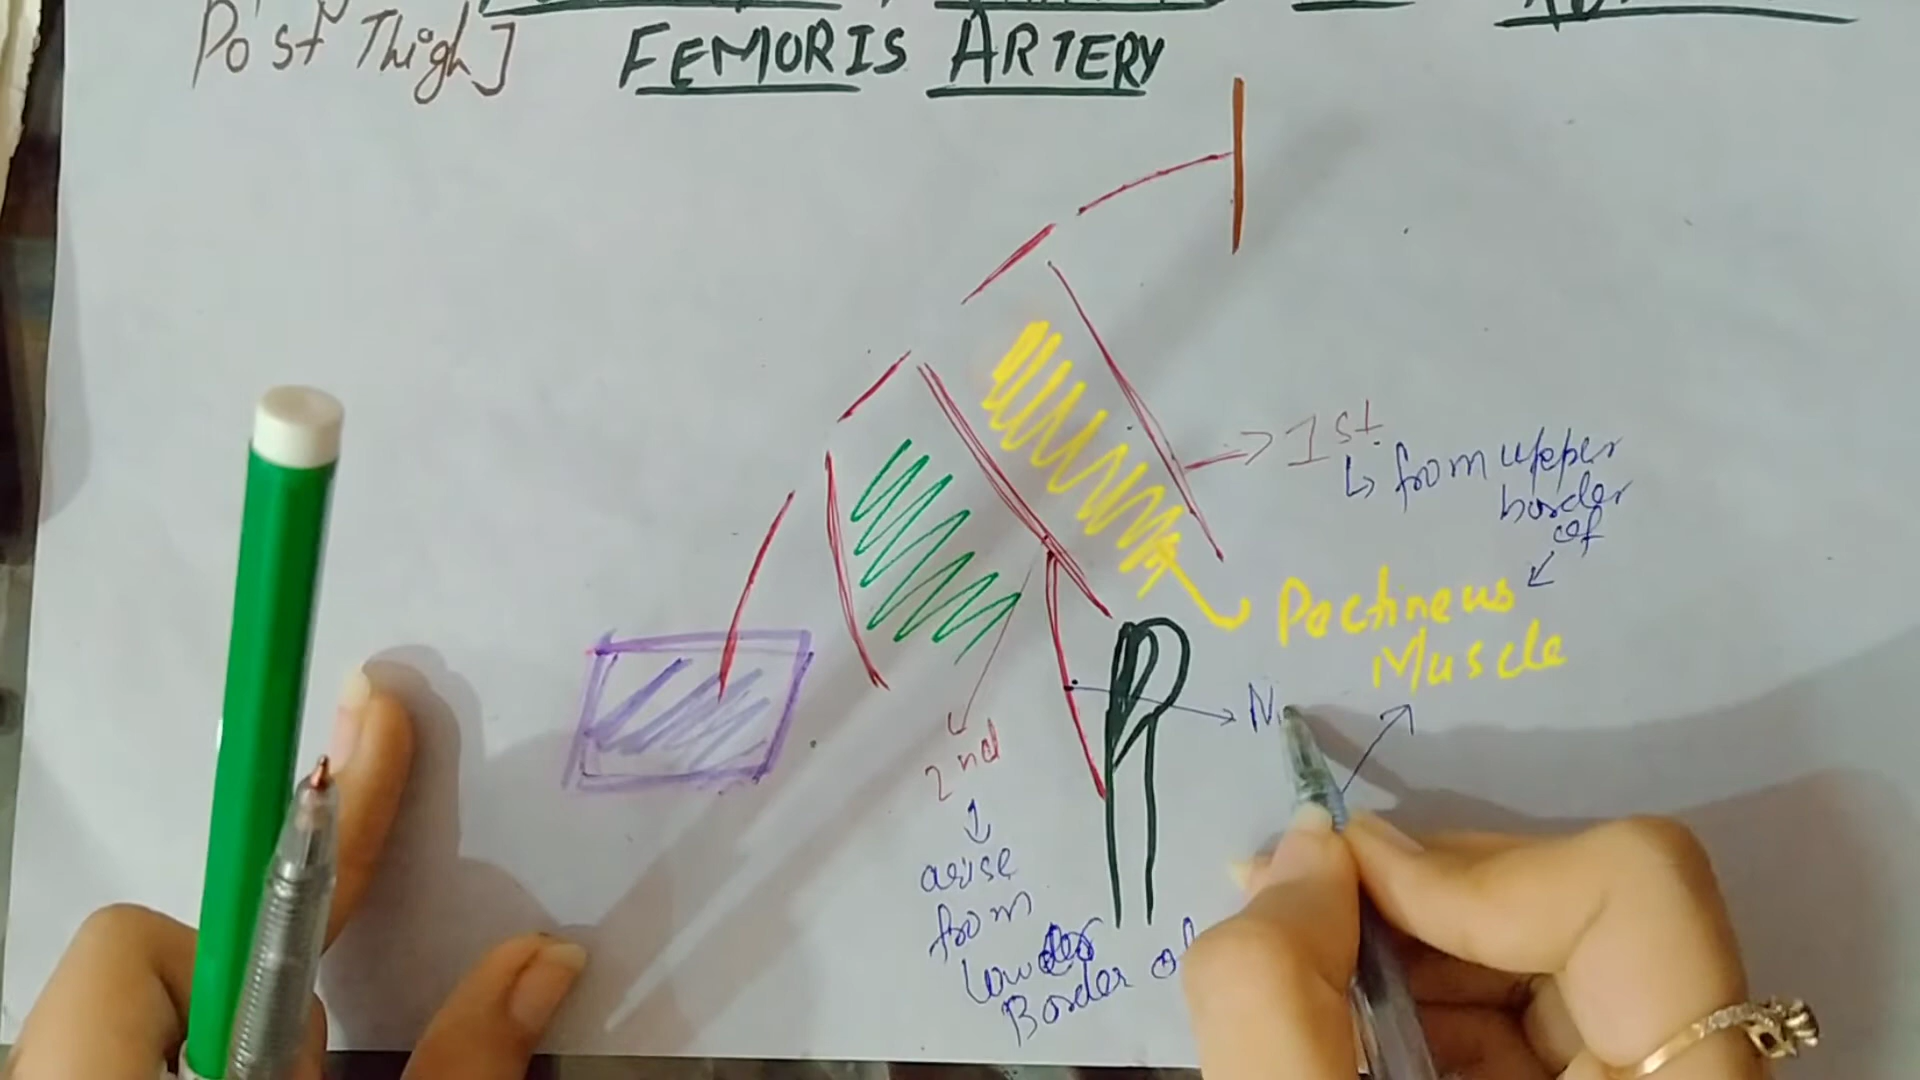 Post Thigh]
FEMORIS ARTERY
1st
↳ from upper
border
of
Pectineus
Muscle
N
2nd
arise
from
lower
Border of